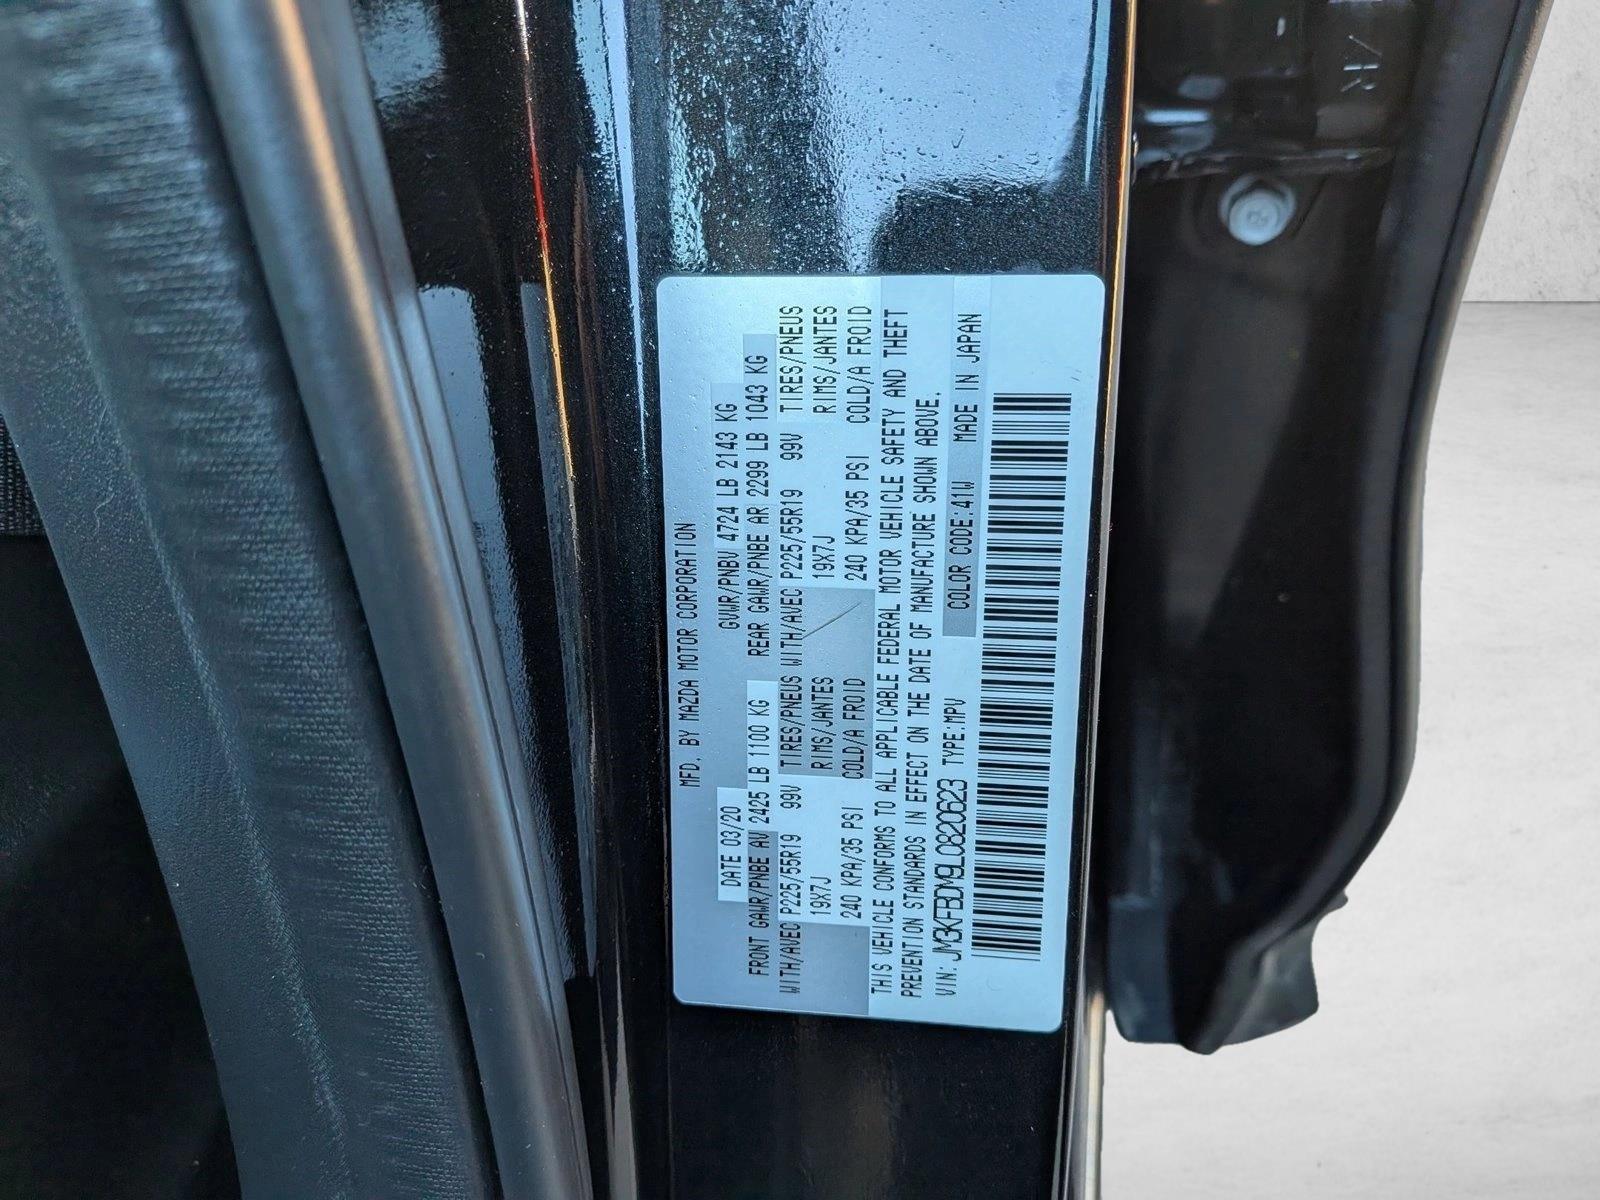 MFD. BY MAZDA MOTOR CORPORATION
DATE 03/20 GVWR/PNBV 4724 LB 2143 KG
FRONT GAWR/PNBE AV 2425 LB 1100 KG REAR GAWR/PNBE AR 2299 LB 1043 KG
WITH/AVEC P225/55R19 99V TIRES/PNEUS WITH/AVEC P225/55R19 99V TIRES/PNEUS
19X7J RIMS/JANTES 19X7J RIMS/JANTES
240 KPA/35 PSI COLD/A FROID 240 KPA/35 PSI COLD/A FROID
THIS VEHICLE CONFORMS TO ALL APPLICABLE FEDERAL MOTOR VEHICLE SAFETY AND THEFT
PREVENTION STANDARDS IN EFFECT ON THE DATE OF MANUFACTURE SHOWN ABOVE.
VIN: JM3KFBDM9L0820623 TYPE:MPV COLOR CODE:41W MADE IN JAPAN